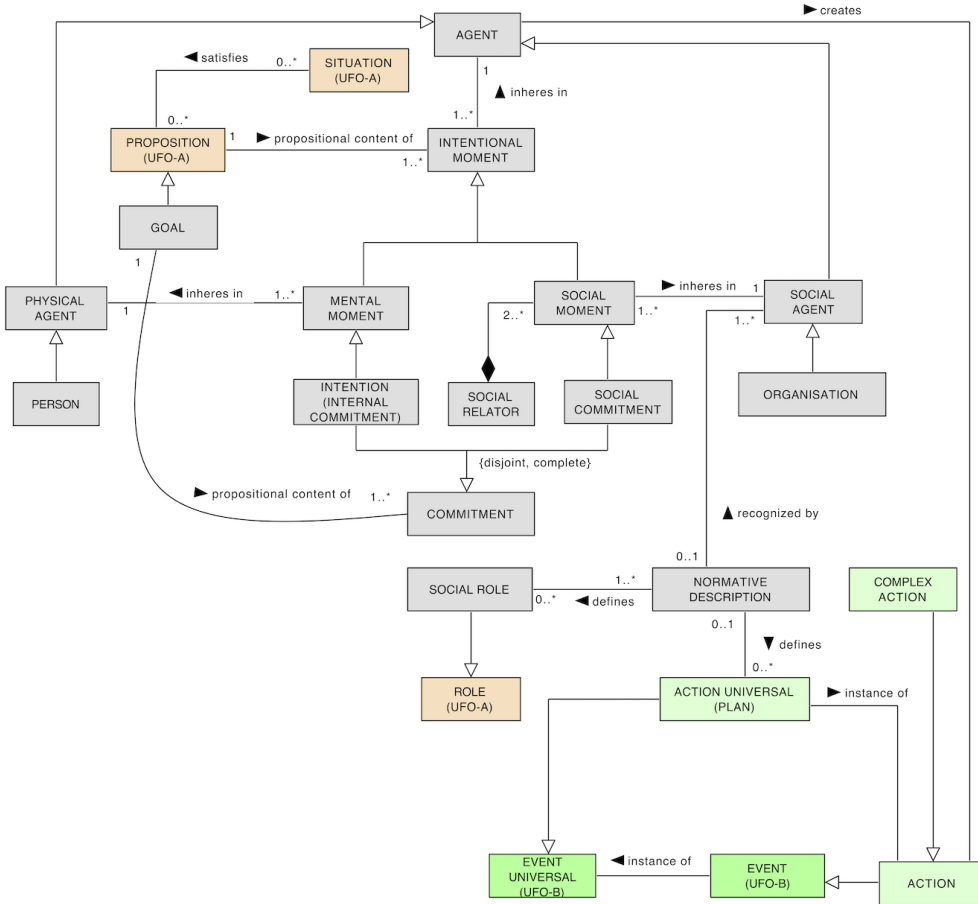 ► creates
AGENT
◄ satisfies
0..*
SITUATION
(UFO-A)
1
▲ inheres in
0..*
1..*
PROPOSITION
(UFO-A)
1
► propositional content of
1..*
INTENTIONAL
MOMENT
GOAL
1
PHYSICAL
AGENT
1
◄ inheres in
1..*
MENTAL
MOMENT
SOCIAL
MOMENT
► inheres in
1
1..*
2..*
1..*
SOCIAL
AGENT
PERSON
INTENTION
(INTERNAL
COMMITMENT)
SOCIAL
RELATOR
SOCIAL
COMMITMENT
ORGANISATION
{disjoint, complete}
► propositional content of
1..*
COMMITMENT
▲ recognized by
0..1
SOCIAL ROLE
0..*
◄ defines
1..*
NORMATIVE
DESCRIPTION
COMPLEX
ACTION
0..1
▼ defines
0..*
ROLE
(UFO-A)
ACTION UNIVERSAL
(PLAN)
► instance of
EVENT
UNIVERSAL
(UFO-B)
◄ instance of
EVENT
(UFO-B)
ACTION